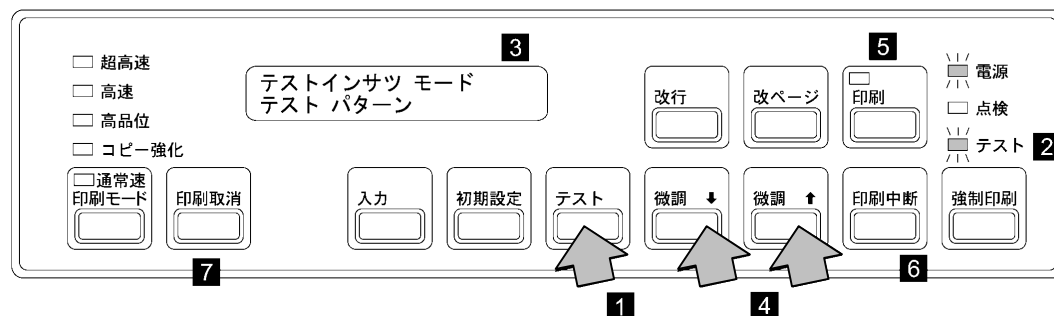 3
5
超高速
高速
高品位
コピー強化
テストインサツ モード
テスト パターン
改行
改ページ
印刷
電源
点検
テスト
2
通常速
印刷モード
印刷取消
入力
初期設定
テスト
微調 ⬇
微調 ⬆
印刷中断
強制印刷
7
1
4
6